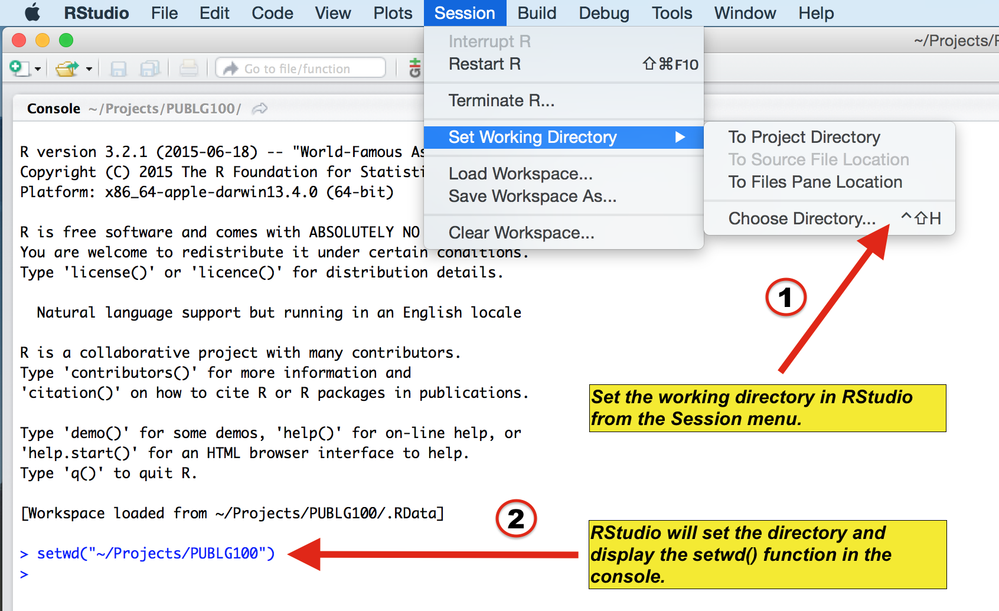 RStudio File Edit Code View Plots Session Build Debug Tools Window Help
~/Projects/
Go to file/function
Interrupt R
Restart R ⇧⌘F10
Terminate R...
Set Working Directory ▶
Load Workspace...
Save Workspace As...
Clear Workspace...
To Project Directory
To Source File Location
To Files Pane Location
Choose Directory... ^⇧H
Console ~/Projects/PUBLG100/
R version 3.2.1 (2015-06-18) -- "World-Famous As
Copyright (C) 2015 The R Foundation for Statisti
Platform: x86_64-apple-darwin13.4.0 (64-bit)
R is free software and comes with ABSOLUTELY NO
You are welcome to redistribute it under certain conditions.
Type 'license()' or 'licence()' for distribution details.
Natural language support but running in an English locale
R is a collaborative project with many contributors.
Type 'contributors()' for more information and
'citation()' on how to cite R or R packages in publications.
Type 'demo()' for some demos, 'help()' for on-line help, or
'help.start()' for an HTML browser interface to help.
Type 'q()' to quit R.
[Workspace loaded from ~/Projects/PUBLG100/.RData]
> setwd("~/Projects/PUBLG100")
>
1
Set the working directory in RStudio
from the Session menu.
2
RStudio will set the directory and
display the setwd() function in the
console.